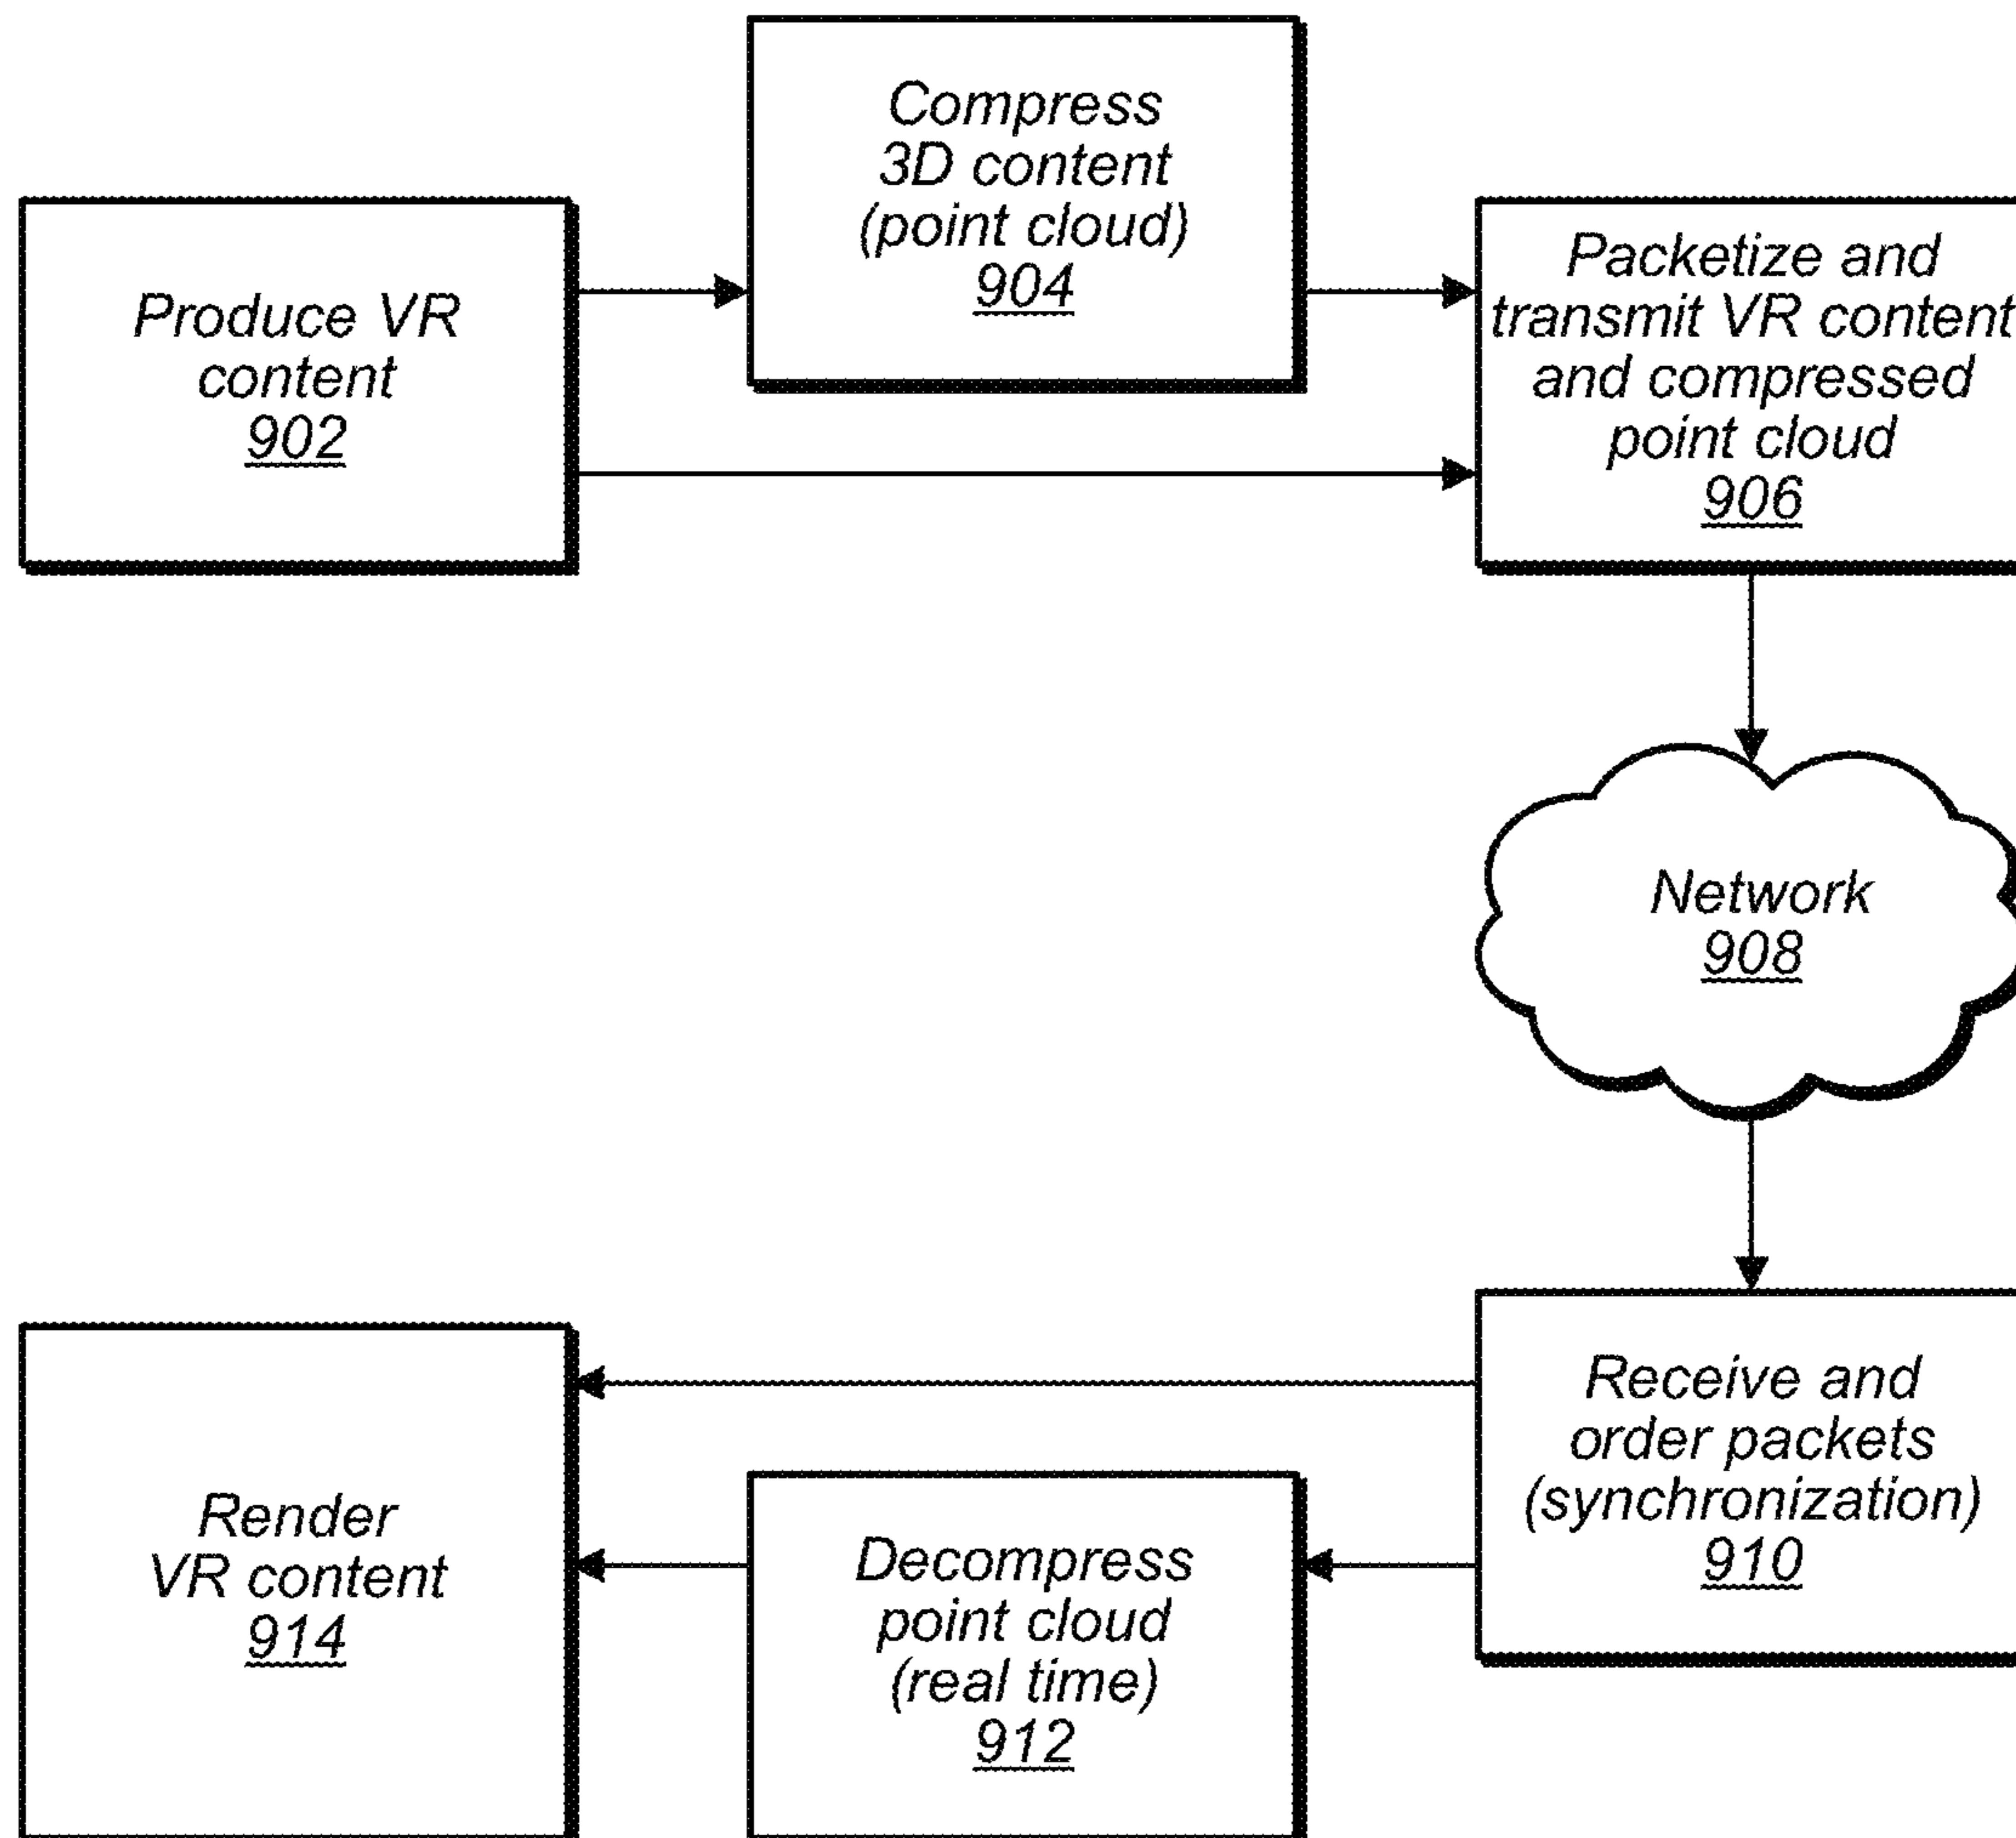 Compress
3D content
(point cloud)
904
Produce VR
content
902
Packetize and
transmit VR content
and compressed
point cloud
906
Network
908
Receive and
order packets
(synchronization)
910
Decompress
point cloud
(real time)
912
Render
VR content
914